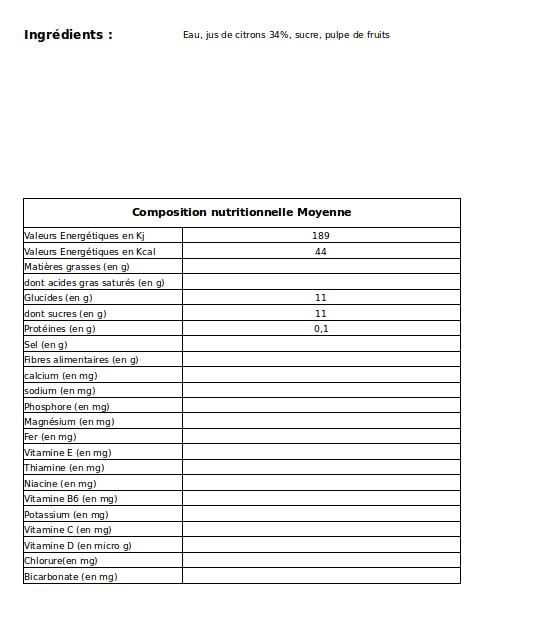 Ingrédients : Eau, jus de citrons 34%, sucre, pulpe de fruits
Composition nutritionnelle Moyenne
Valeurs Energétiques en Kj 189
Valeurs Energétiques en Kcal 44
Matières grasses (en g)
dont acides gras saturés (en g)
Glucides (en g) 11
dont sucres (en g) 11
Protéines (en g) 0,1
Sel (en g)
Fibres alimentaires (en g)
calcium (en mg)
sodium (en mg)
Phosphore (en mg)
Magnésium (en mg)
Fer (en mg)
Vitamine E (en mg)
Thiamine (en mg)
Niacine (en mg)
Vitamine B6 (en mg)
Potassium (en mg)
Vitamine C (en mg)
Vitamine D (en micro g)
Chlorure(en mg)
Bicarbonate (en mg)